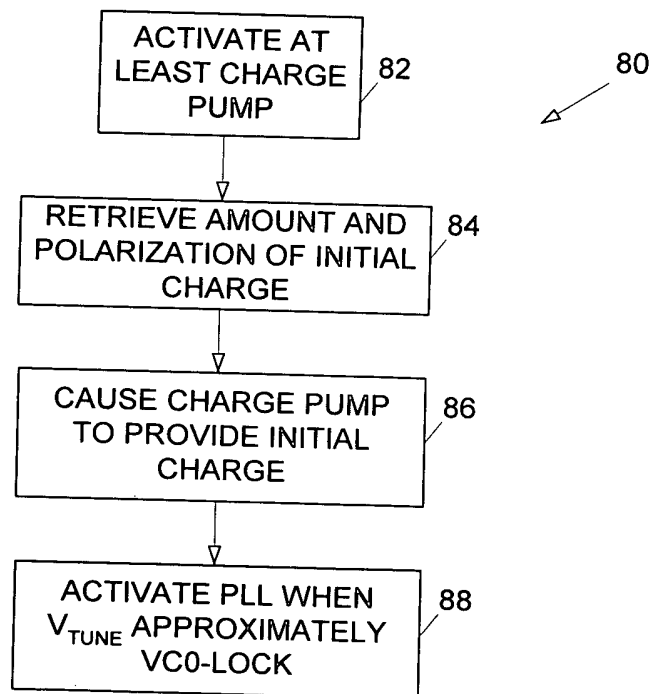 ACTIVATE AT
LEAST CHARGE
PUMP
82
80
RETRIEVE AMOUNT AND
POLARIZATION OF INITIAL
CHARGE
84
CAUSE CHARGE PUMP
TO PROVIDE INITIAL
CHARGE
86
ACTIVATE PLL WHEN
VTUNE APPROXIMATELY
VC0-LOCK
88